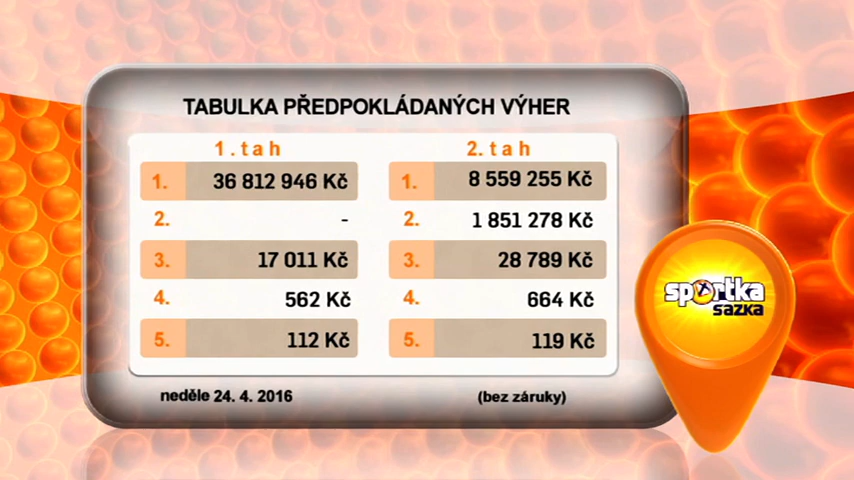 TABULKA PŘEDPOKLÁDANÝCH VÝHER
1. tah 2. tah
1. 36 812 946 Kč 1. 8 559 255 Kč
2. - 2. 1 851 278 Kč
3. 17 011 Kč 3. 28 789 Kč
4. 562 Kč 4. 664 Kč
5. 112 Kč 5. 119 Kč
neděle 24. 4. 2016 (bez záruky)
sportka
sazka